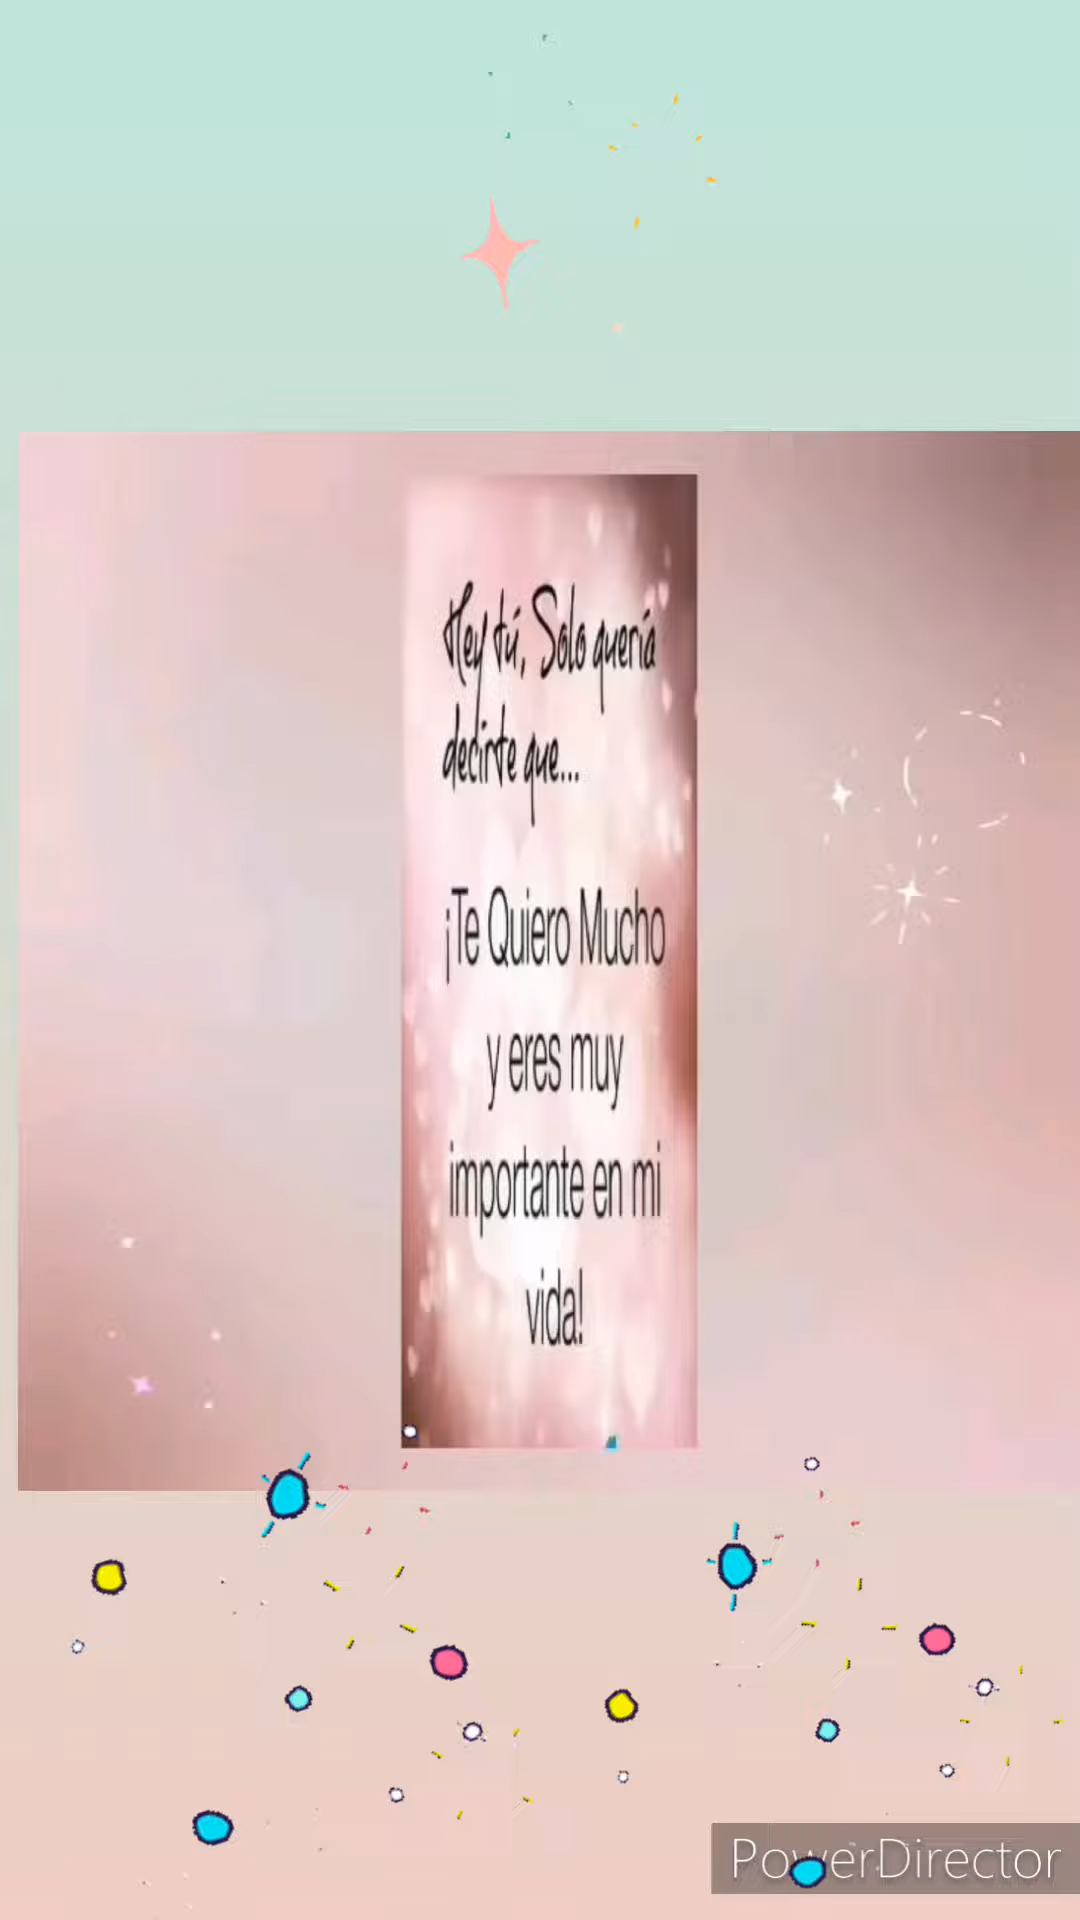 Hey tú, Solo quería
decirte que...
¡Te Quiero Mucho
y eres muy
importante en mi
vida!
PowerDirector